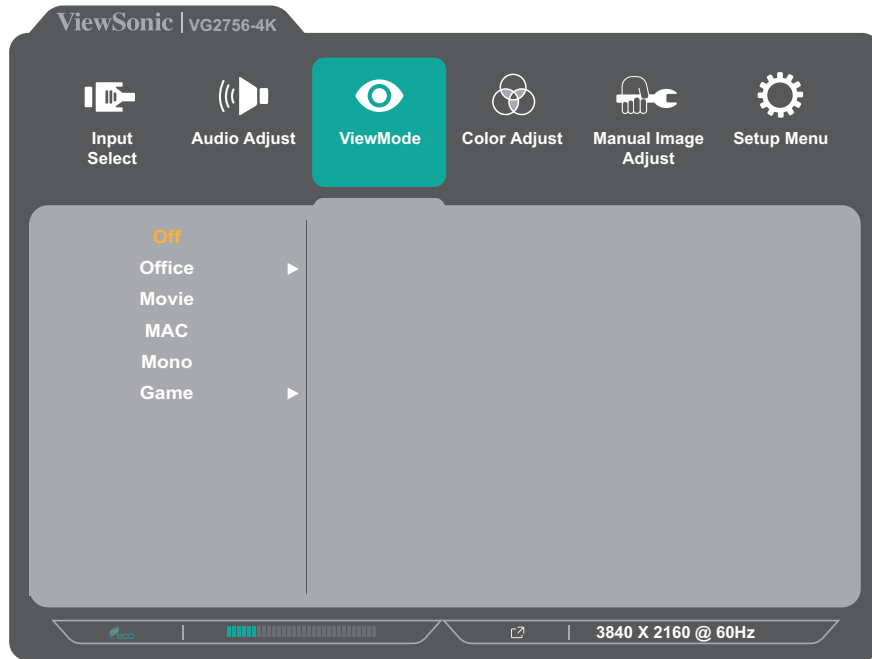 ViewSonic | VG2756-4K
Input Select
Audio Adjust
ViewMode
Color Adjust
Manual Image Adjust
Setup Menu
Off
Office
Movie
MAC
Mono
Game
eco
3840 X 2160 @ 60Hz